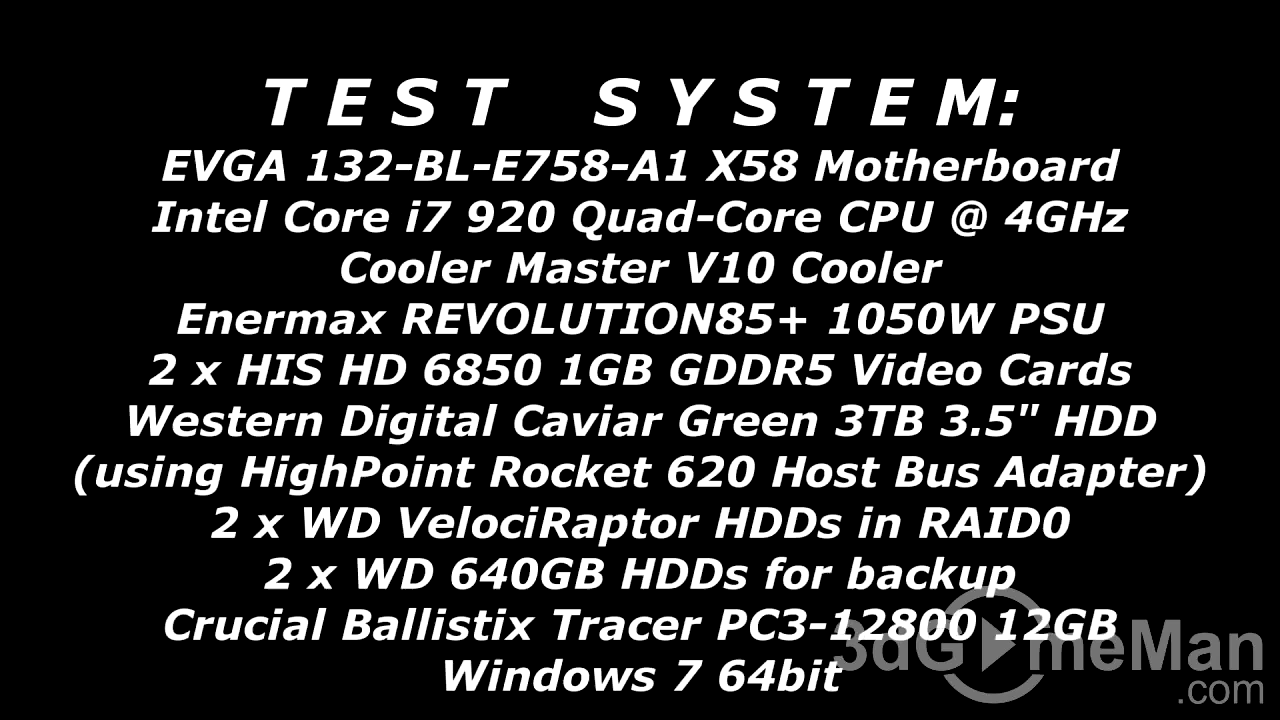 TEST SYSTEM:
EVGA 132-BL-E758-A1 X58 Motherboard
Intel Core i7 920 Quad-Core CPU @ 4GHz
Cooler Master V10 Cooler
Enermax REVOLUTION85+ 1050W PSU
2 x HIS HD 6850 1GB GDDR5 Video Cards
Western Digital Caviar Green 3TB 3.5" HDD
(using HighPoint Rocket 620 Host Bus Adapter)
2 x WD VelociRaptor HDDs in RAID0
2 x WD 640GB HDDs for backup
Crucial Ballistix Tracer PC3-12800 12GB
Windows 7 64bit
3dGameMan
.com